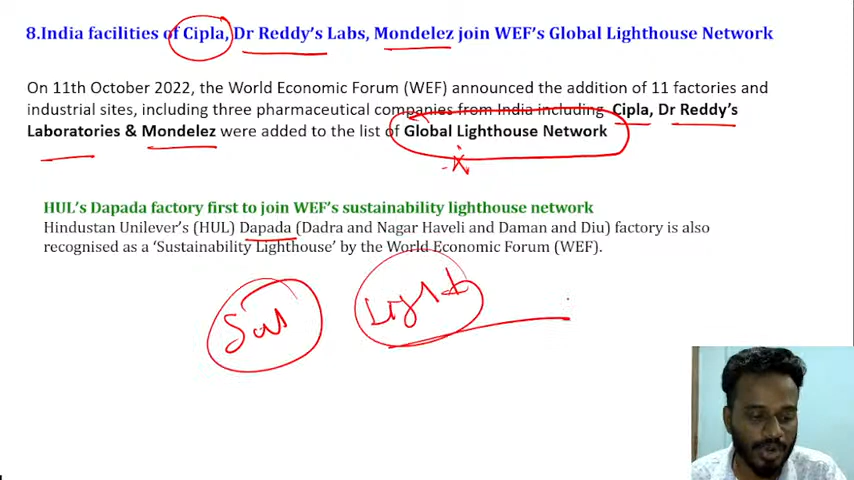 8.India facilities of Cipla, Dr Reddy's Labs, Mondelez join WEF's Global Lighthouse Network
On 11th October 2022, the World Economic Forum (WEF) announced the addition of 11 factories and
industrial sites, including three pharmaceutical companies from India including Cipla, Dr Reddy's
Laboratories & Mondelez were added to the list of Global Lighthouse Network
HUL's Dapada factory first to join WEF's sustainability lighthouse network
Hindustan Unilever's (HUL) Dapada (Dadra and Nagar Haveli and Daman and Diu) factory is also
recognised as a 'Sustainability Lighthouse' by the World Economic Forum (WEF).